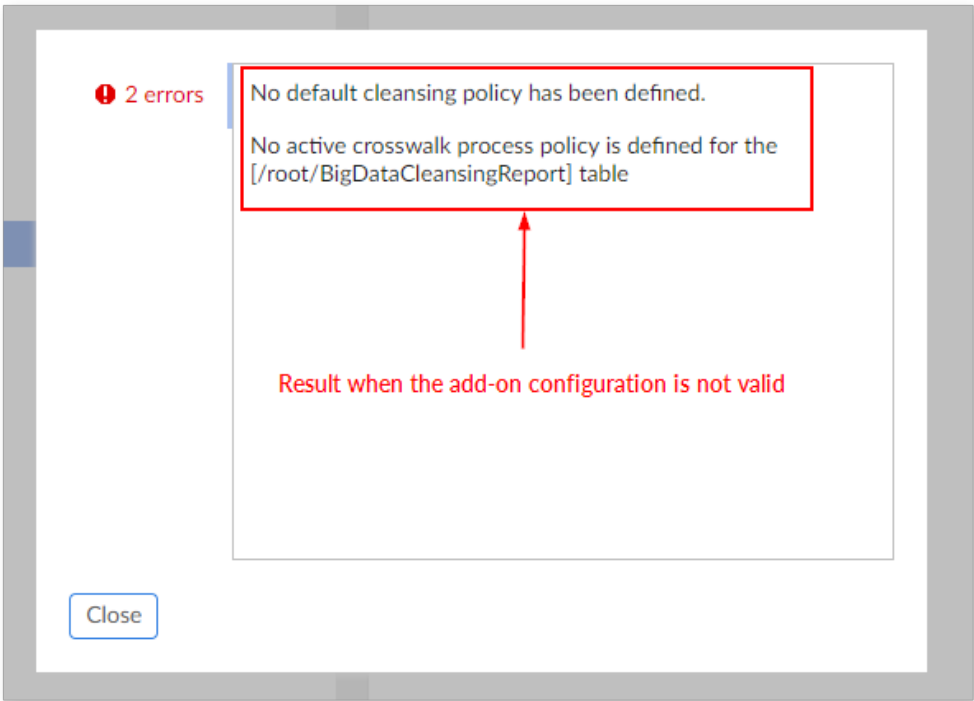 2 errors
No default cleansing policy has been defined.
No active crosswalk process policy is defined for the
[/root/BigDataCleansingReport] table
Result when the add-on configuration is not valid
Close